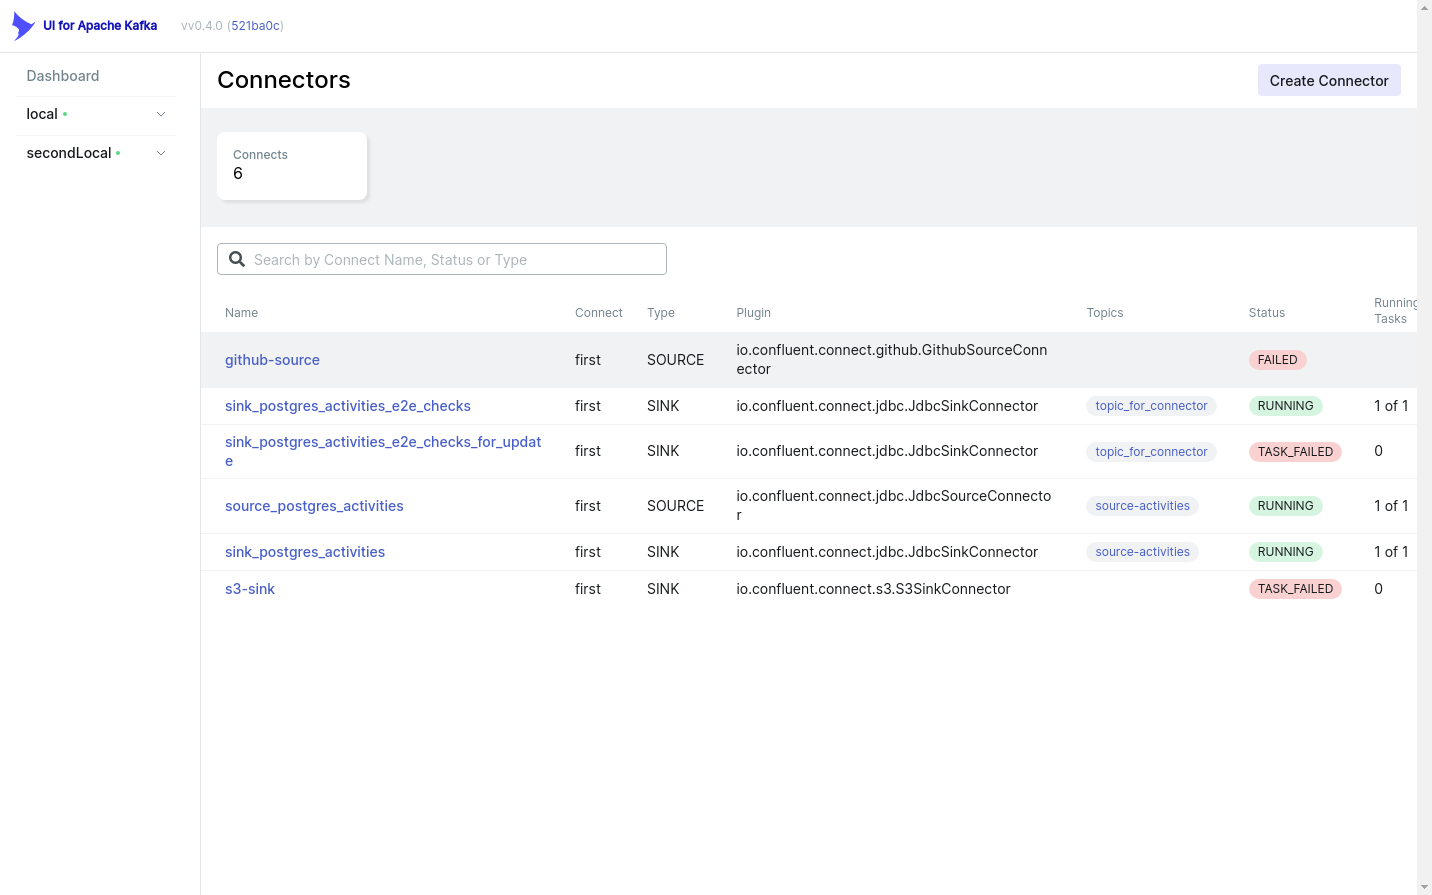 UI for Apache Kafka vv0.4.0 (521ba0c)
Dashboard
local
secondLocal
Connectors
Create Connector
Connects
6
Search by Connect Name, Status or Type
Name Connect Type Plugin Topics Status Running
Tasks
github-source first SOURCE io.confluent.connect.github.GithubSourceConn
ector FAILED
sink_postgres_activities_e2e_checks first SINK io.confluent.connect.jdbc.JdbcSinkConnector topic_for_connector RUNNING 1 of 1
sink_postgres_activities_e2e_checks_for_updat
e first SINK io.confluent.connect.jdbc.JdbcSinkConnector topic_for_connector TASK_FAILED 0
source_postgres_activities first SOURCE io.confluent.connect.jdbc.JdbcSourceConnecto
r source-activities RUNNING 1 of 1
sink_postgres_activities first SINK io.confluent.connect.jdbc.JdbcSinkConnector source-activities RUNNING 1 of 1
s3-sink first SINK io.confluent.connect.s3.S3SinkConnector TASK_FAILED 0